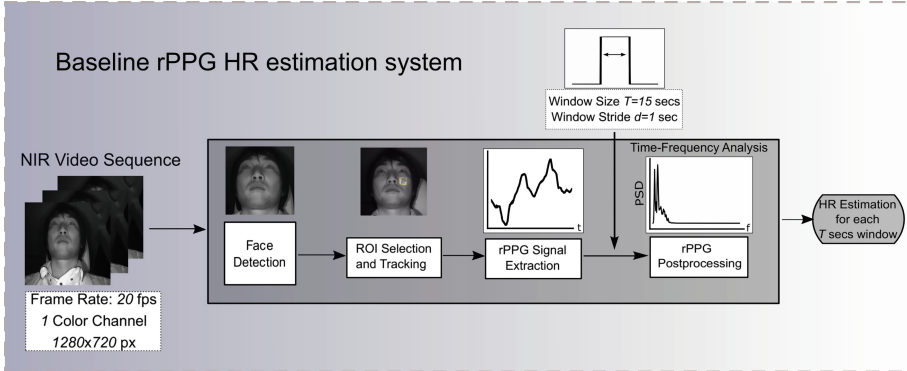 Baseline rPPG HR estimation system
Window Size T=15 secs
Window Stride d=1 sec
NIR Video Sequence
Frame Rate: 20 fps
1 Color Channel
1280x720 px
Face
Detection
ROI Selection
and Tracking
t
rPPG Signal
Extraction
Time-Frequency Analysis
PSD
f
rPPG
Postprocessing
HR Estimation
for each
T secs window